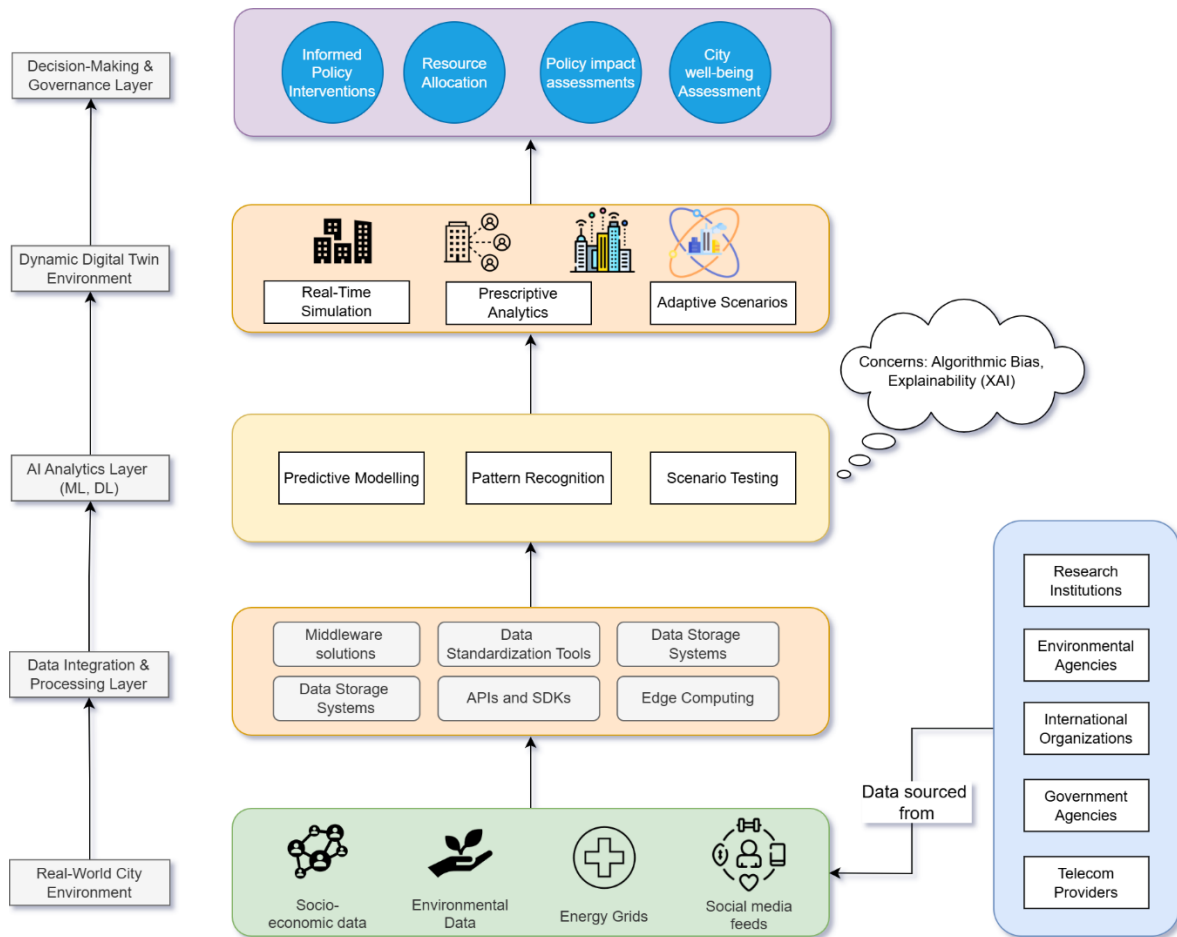 Decision-Making &
Governance Layer
Informed
Policy
Interventions
Resource
Allocation
Policy impact
assessments
City
well-being
Assessment
Dynamic Digital Twin
Environment
Real-Time
Simulation
Prescriptive
Analytics
Adaptive Scenarios
Concerns: Algorithmic Bias,
Explainability (XAI)
AI Analytics Layer
(ML, DL)
Predictive Modelling
Pattern Recognition
Scenario Testing
Data Integration &
Processing Layer
Middleware
solutions
Data
Standardization Tools
Data Storage
Systems
Data Storage
Systems
APIs and SDKs
Edge Computing
Real-World City
Environment
Socio-
economic data
Environmental
Data
Energy Grids
Social media
feeds
Data sourced
from
Research
Institutions
Environmental
Agencies
International
Organizations
Government
Agencies
Telecom
Providers